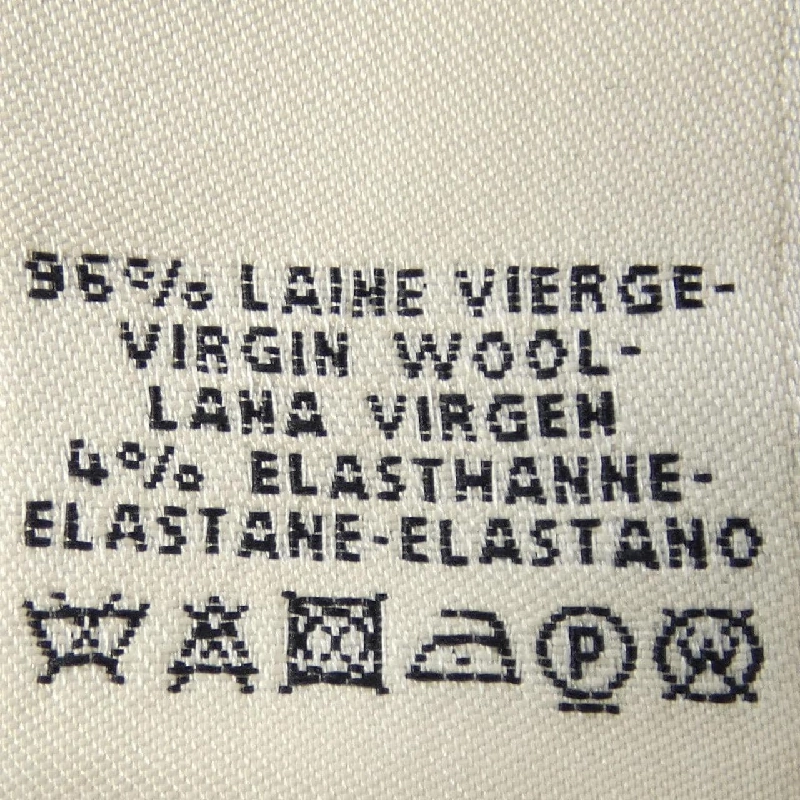 96% LAINE VIERGE-
VIRGIN WOOL-
LANA VIRGEN
4% ELASTHANNE-
ELASTANE-ELASTANO
P W